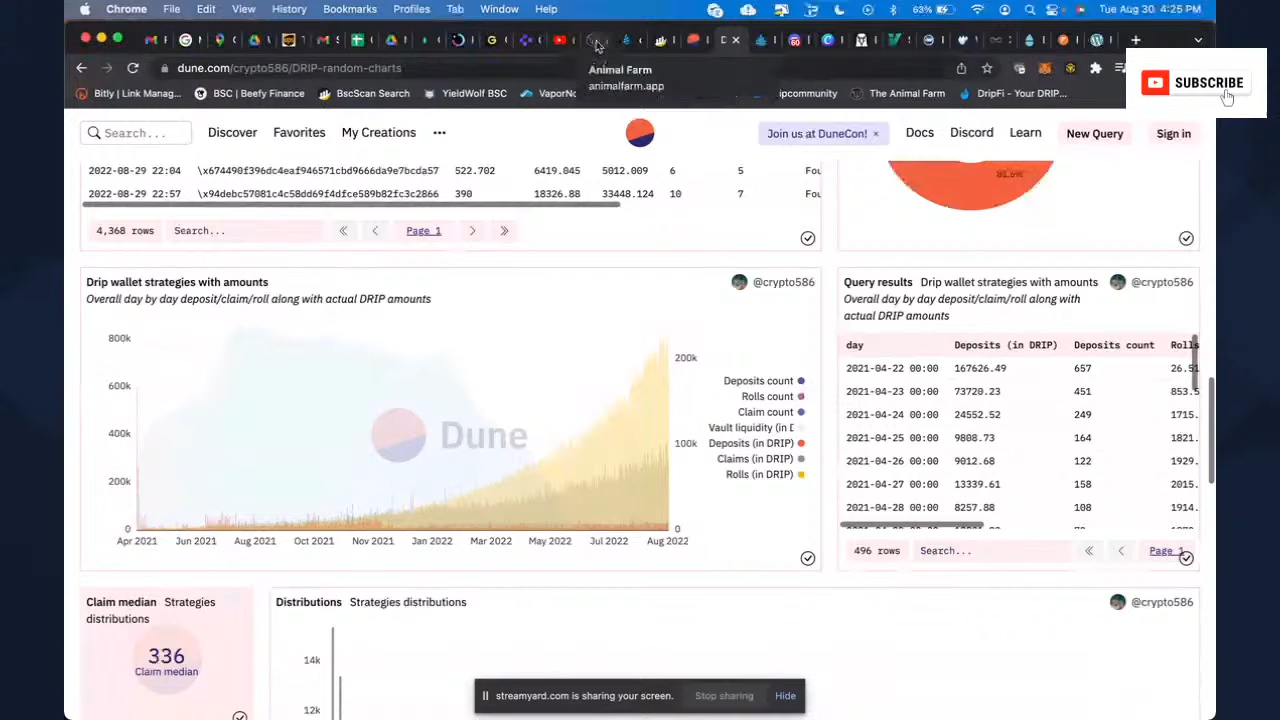 Chrome File Edit View History Bookmarks Profiles Tab Window Help 63% Tue Aug 30 4:25 PM
dune.com/crypto586/DRIP-random-charts
Animal Farm
animalfarm.app
SUBSCRIBE
Bitly | Link Manag... BSC | Beefy Finance BscScan Search YieldWolf BSC VaporNo ipcommunity The Animal Farm DripFi - Your DRIP...
Search... Discover Favorites My Creations Join us at DuneCon! × Docs Discord Learn New Query Sign in
2022-08-29 22:04 \x674490f396dc4eaf946571cbd9666da9e7bcda57 522.702 6419.045 5012.009 6 5 Fou
81.6%
2022-08-29 22:57 \x94debc57081c4c58dd69f4dfce589b82fc3c2866 390 18326.88 33448.124 10 7 Fou
4,368 rows Search... Page 1
Drip wallet strategies with amounts @crypto586
Overall day by day deposit/claim/roll along with actual DRIP amounts
800k
600k
400k
200k
0
200k
100k
0
Dune
Apr 2021 Jun 2021 Aug 2021 Oct 2021 Nov 2021 Jan 2022 Mar 2022 May 2022 Jul 2022 Aug 2022
Deposits count
Rolls count
Claim count
Vault liquidity (in D
Deposits (in DRIP)
Claims (in DRIP)
Rolls (in DRIP)
Query results Drip wallet strategies with amounts @crypto586
Overall day by day deposit/claim/roll along with
actual DRIP amounts
day Deposits (in DRIP) Deposits count Rolls
2021-04-22 00:00 167626.49 657 26.51
2021-04-23 00:00 73720.23 451 853.5
2021-04-24 00:00 24552.52 249 1715.
2021-04-25 00:00 9808.73 164 1821.
2021-04-26 00:00 9012.68 122 1929.
2021-04-27 00:00 13339.61 158 2015.
2021-04-28 00:00 8257.88 108 1914.
496 rows Search... Page 1
Claim median Strategies
distributions
336
Claim median
Distributions Strategies distributions @crypto586
14k
12k
streamyard.com is sharing your screen. Stop sharing Hide